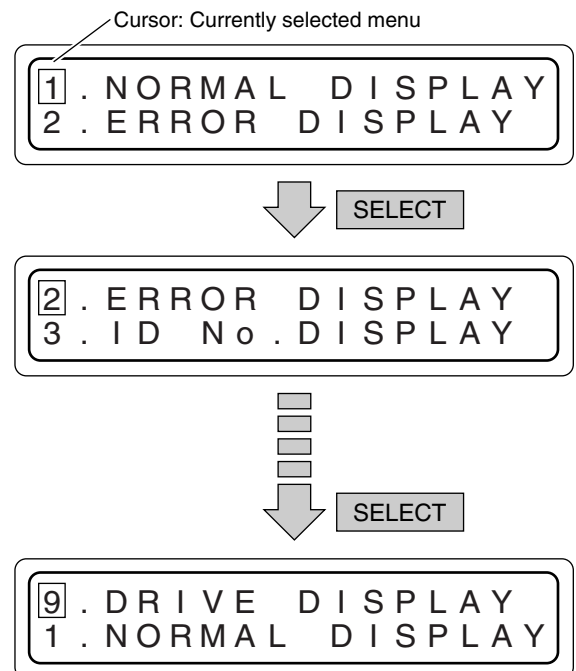 Cursor: Currently selected menu
1. NORMAL DISPLAY
2. ERROR DISPLAY
SELECT
2. ERROR DISPLAY
3. ID No. DISPLAY
SELECT
9. DRIVE DISPLAY
1. NORMAL DISPLAY